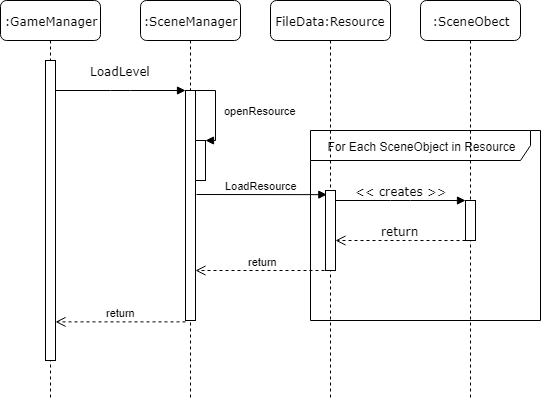 :GameManager
:SceneManager
FileData:Resource
:SceneObect
LoadLevel
openResource
For Each SceneObject in Resource
LoadResource
<< creates >>
return
return
return